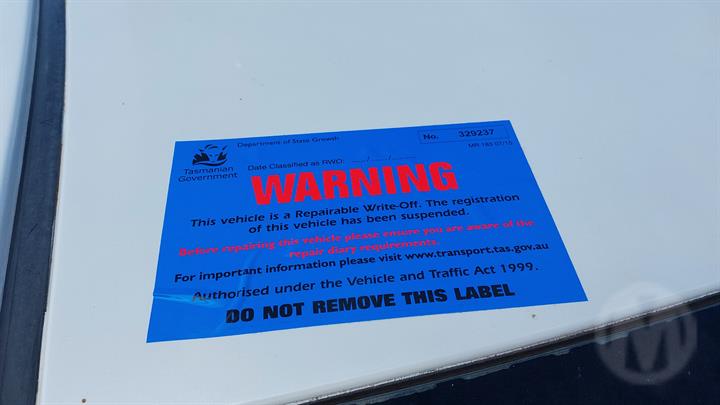 Department of State Growth
No. 329237
MR 185 07/15
Tasmanian
Government
Date Classified as RWO: __/__/____
WARNING
This vehicle is a Repairable Write-Off. The registration
of this vehicle has been suspended.
Before repairing this vehicle please ensure you are aware of the
repair diary requirements.
For important information please visit www.transport.tas.gov.au
Authorised under the Vehicle and Traffic Act 1999.
DO NOT REMOVE THIS LABEL
M